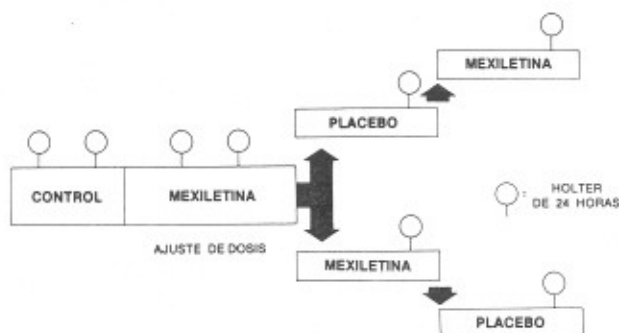 MEXILETINA
PLACEBO
CONTROL
MEXILETINA
AJUSTE DE DOSIS
MEXILETINA
PLACEBO
: HOLTER
DE 24 HORAS